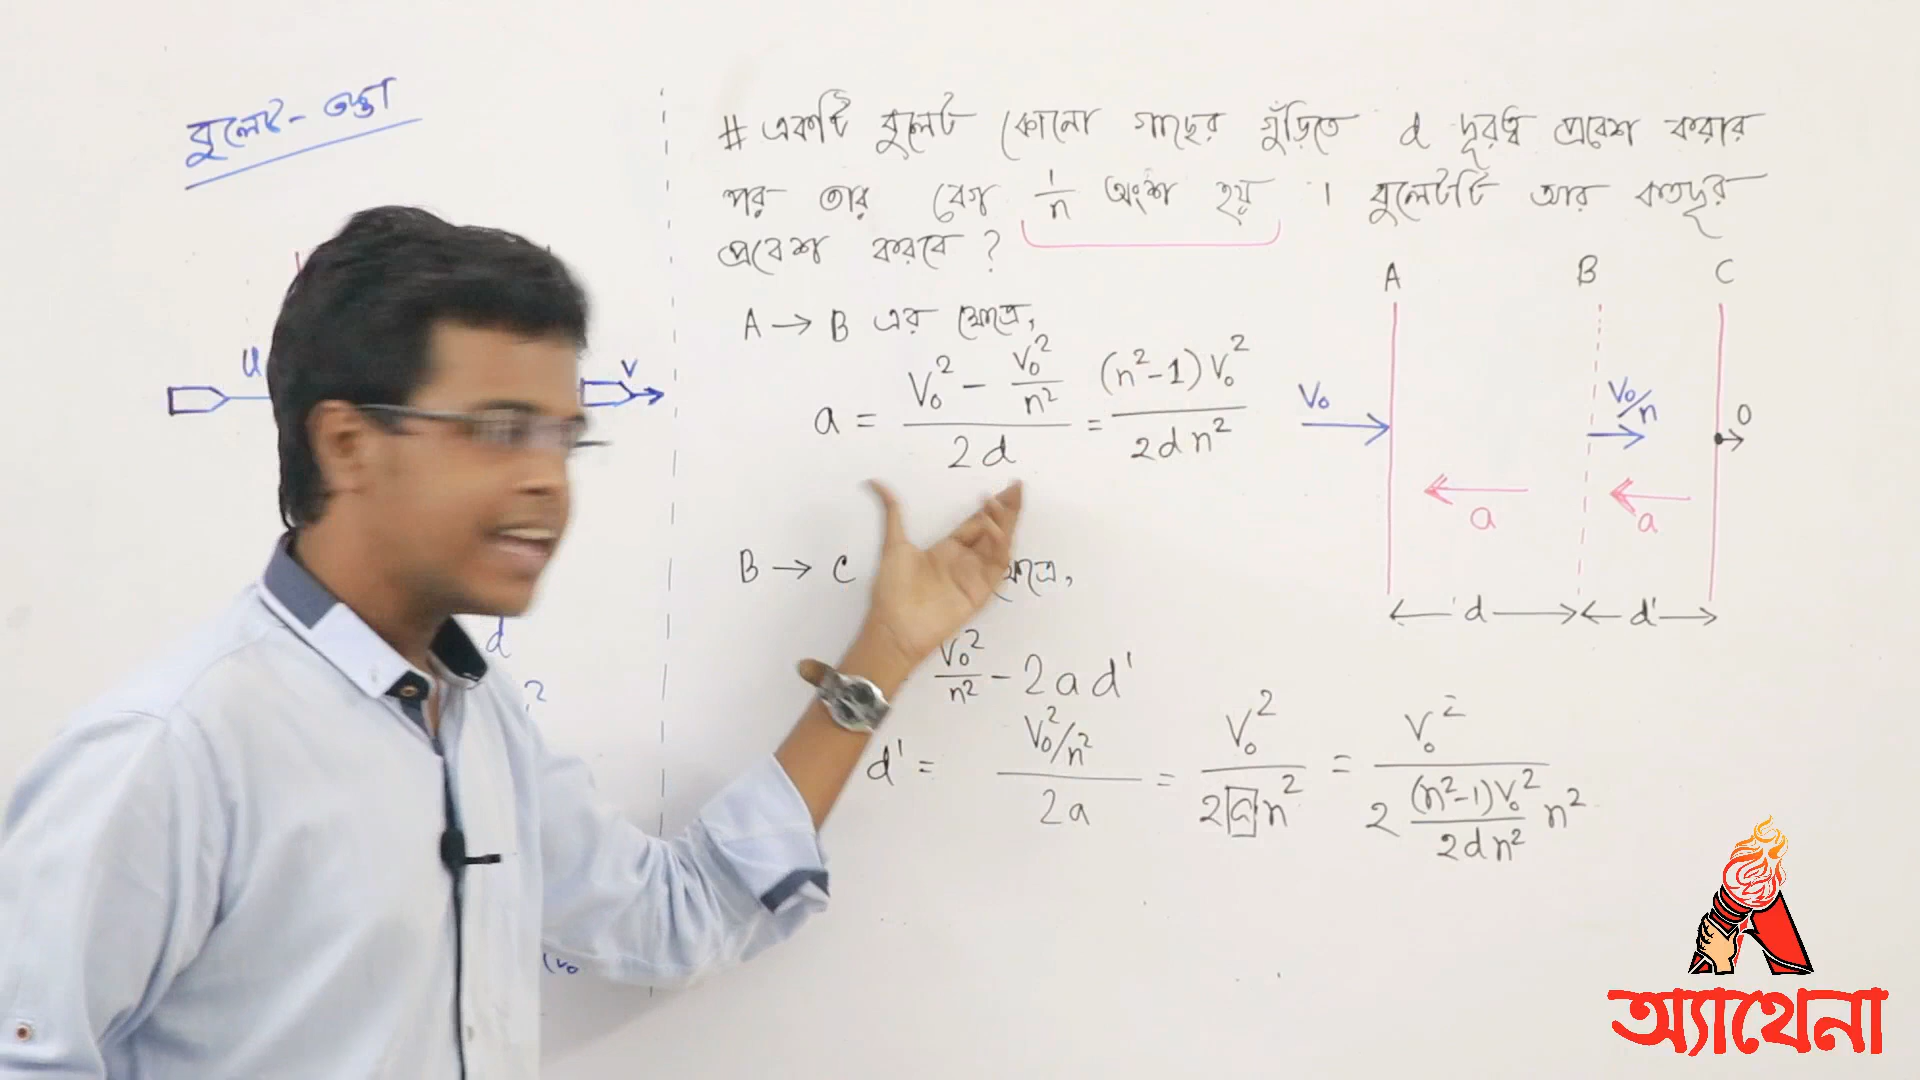 বুলেট - তক্তা
# একটি বুলেট কোনো গাছের গুঁড়িতে d দূরত্ব প্রবেশ করার
পর তার বেগ 1/n অংশ হয় । বুলেটটি আর কতদূর
প্রবেশ করবে ?
A → B এর ক্ষেত্রে,
a = (V₀² - V₀²/n²) / 2d = (n²-1)V₀² / 2dn²
B → C ক্ষেত্রে,
V₀²/n² - 2ad'
d' = (V₀²/n²) / 2a = V₀² / 2an² = V₀² / (2 ((n²-1)V₀² / 2dn²) n²)
u
v
d
(v₀
A B C
V₀ V₀/n 0
a a
d d'
অ্যাথেনা